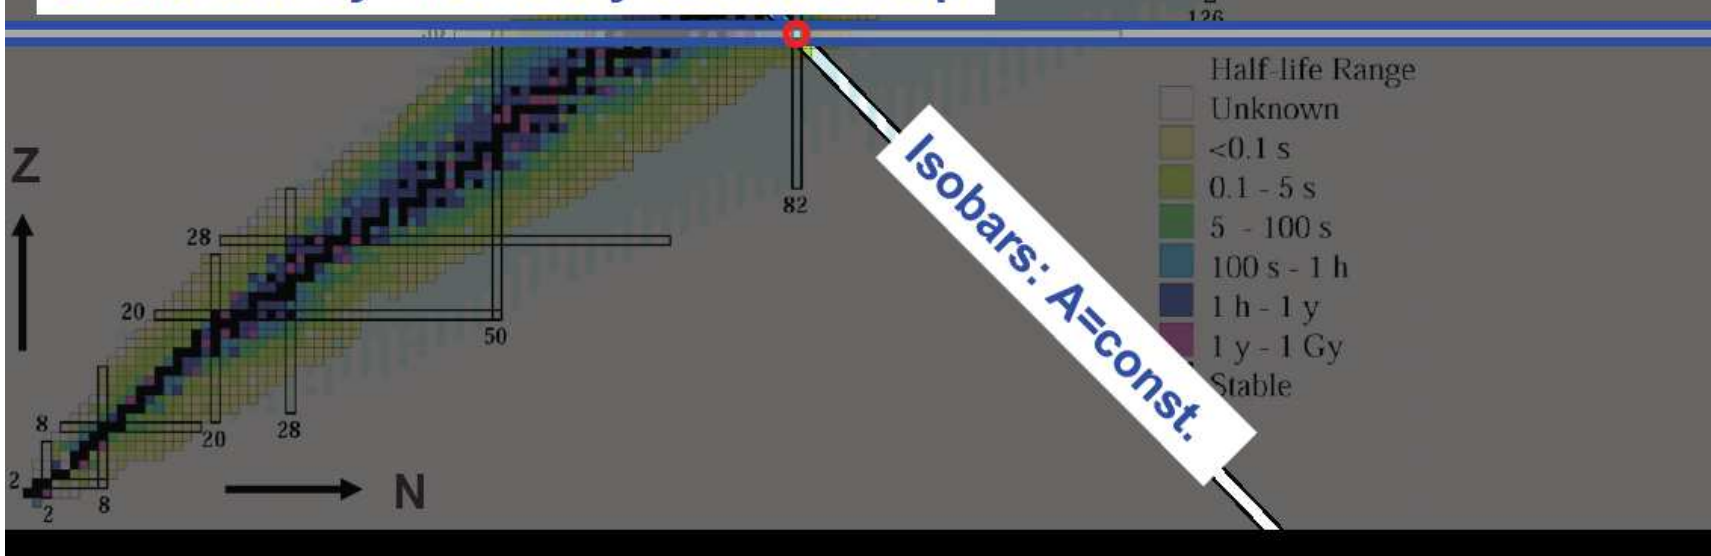 126
Half-life Range
Unknown
<0.1 s
0.1 - 5 s
5 - 100 s
100 s - 1 h
1 h - 1 y
1 y - 1 Gy
Stable
Isobars: A=const.
Z
82
28
20
50
8
20
28
2
8
2
N